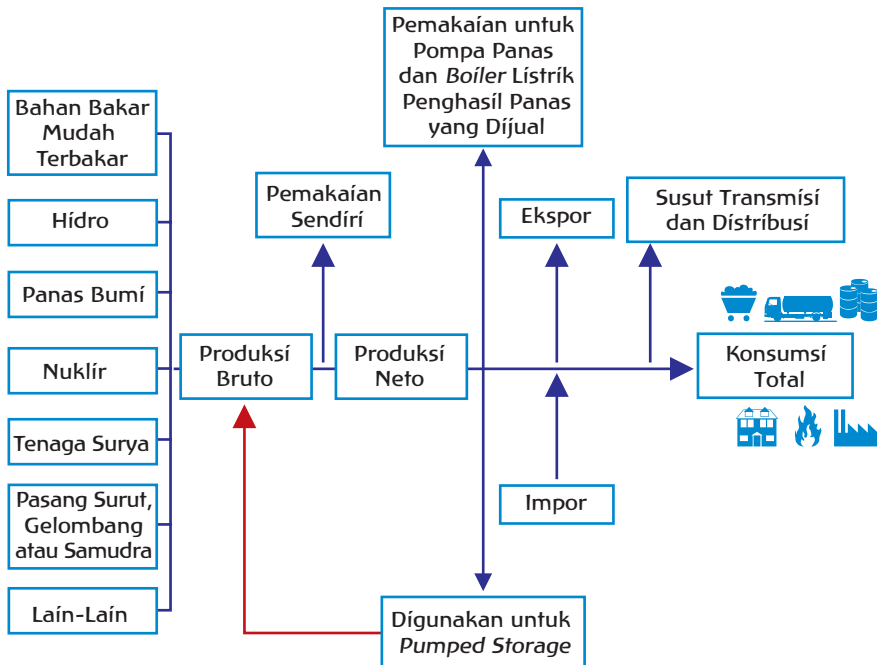 Pemakaian untuk
Pompa Panas
dan Boiler Listrik
Penghasil Panas
yang Dijual
Bahan Bakar
Mudah
Terbakar
Hidro
Panas Bumi
Nuklir
Tenaga Surya
Pasang Surut,
Gelombang
atau Samudra
Lain-Lain
Pemakaian
Sendiri
Produksi
Bruto
Produksi
Neto
Ekspor
Impor
Susut Transmisi
dan Distribusi
Konsumsi
Total
Digunakan untuk
Pumped Storage